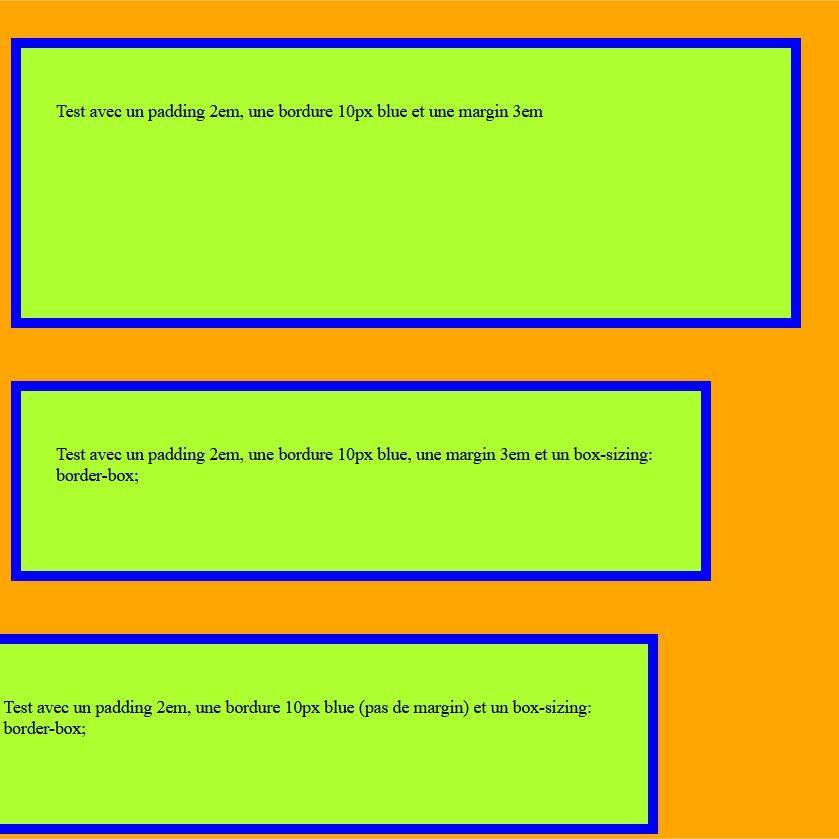 Test avec un padding 2em, une bordure 10px blue et une margin 3em
Test avec un padding 2em, une bordure 10px blue, une margin 3em et un box-sizing:
border-box;
Test avec un padding 2em, une bordure 10px blue (pas de margin) et un box-sizing:
border-box;